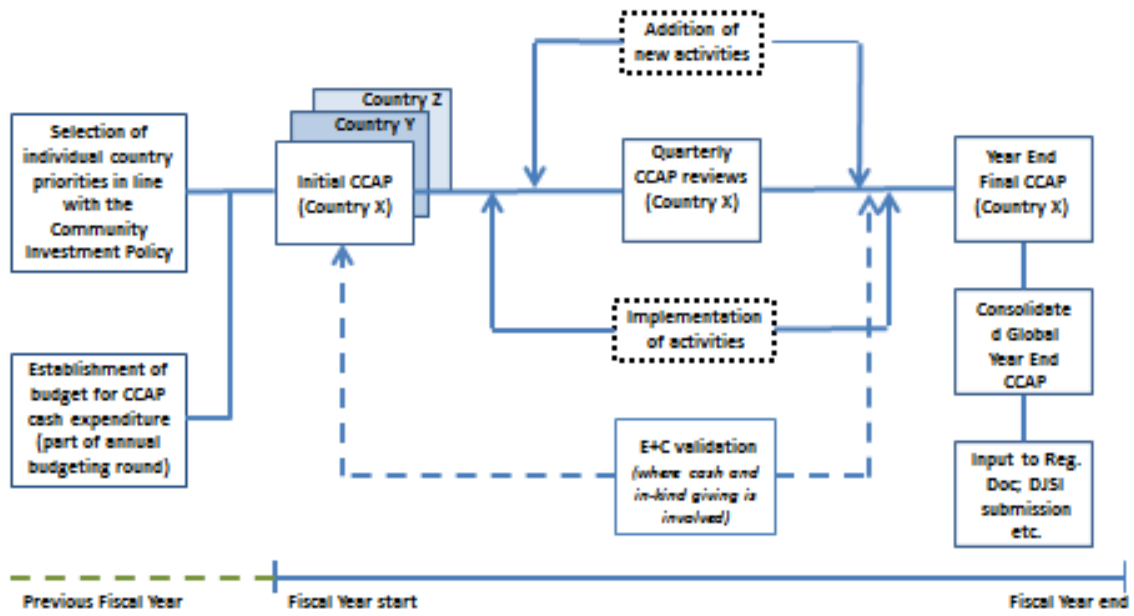 Selection of
individual country
priorities in line
with the
Community
Investment Policy
Establishment of
budget for CCAP
cash expenditure
(part of annual
budgeting round)
Country Z
Country Y
Initial CCAP
(Country X)
Addition of
new activities
Quarterly
CCAP reviews
(Country X)
Implementation
of activities
E+C validation
(where cash and
in-kind giving is
involved)
Year End
Final CCAP
(Country X)
Consolidate
d Global
Year End
CCAP
Input to Reg.
Doc; DJSI
submission
etc.
Previous Fiscal Year
Fiscal Year start
Fiscal Year end